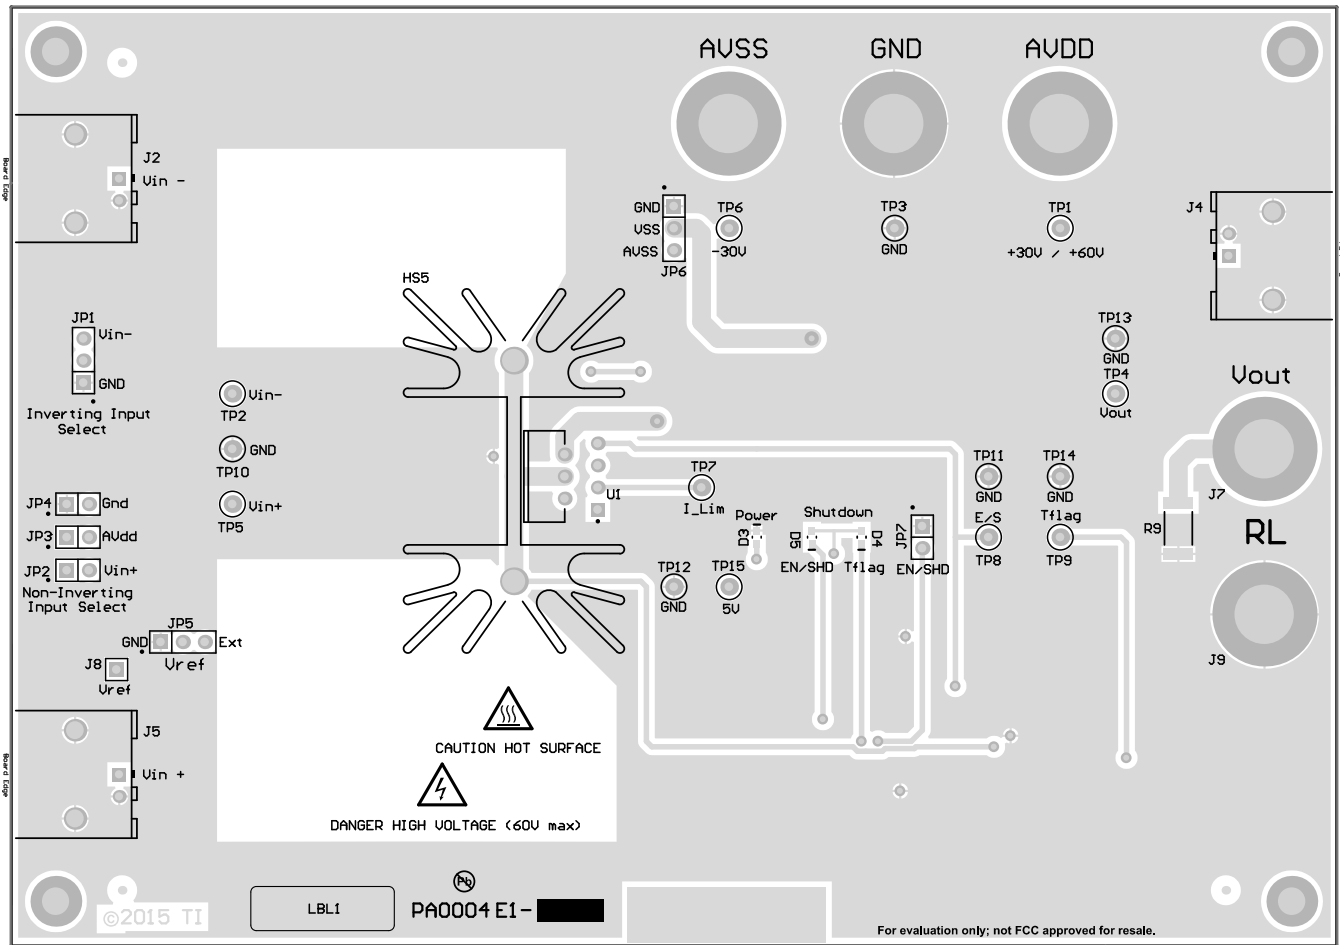 AVSS
GND
AVDD
J2
Vin -
Board Edge
GND
VSS
AVSS
JP6
TP6
-30V
TP3
GND
TP1
+30V / +60V
J4
HS5
JP1
Vin-
GND
Inverting Input
Select
TP13
GND
TP4
Vout
Vout
Vin-
TP2
GND
TP10
Vin+
TP5
TP7
I_Lim
U1
TP11
GND
TP14
GND
J7
JP4
Gnd
JP3
AVdd
JP2
Vin+
Non-Inverting
Input Select
Power
D3
Shutdown
D5
D4
EN/SHD
Tflag
JP7
EN/SHD
E/S
TP8
Tflag
TP9
R9
RL
TP12
GND
TP15
5V
JP5
GND
Ext
Vref
J8
Vref
J9
J5
Vin +
Board Edge
CAUTION HOT SURFACE
DANGER HIGH VOLTAGE (60V max)
Pb
©2015 TI
LBL1
PA0004 E1-
For evaluation only; not FCC approved for resale.